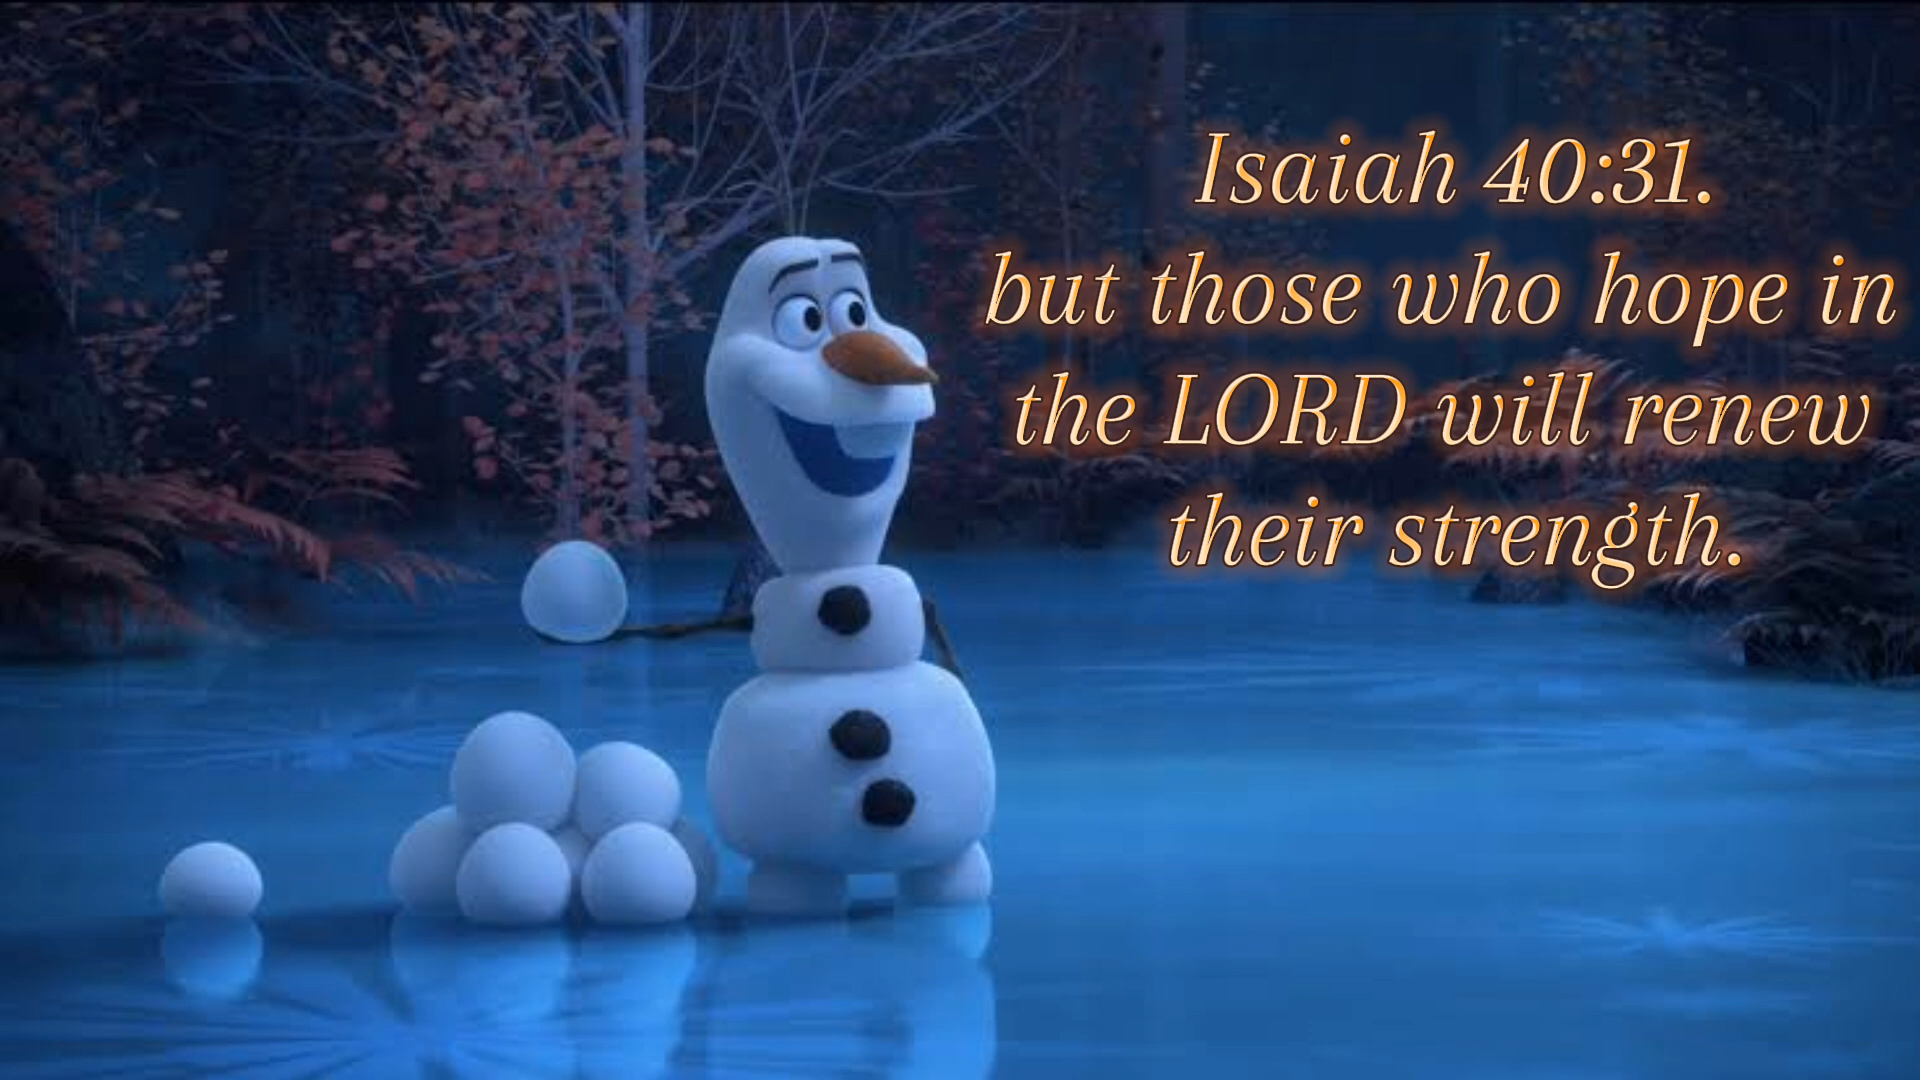 Isaiah 40:31.
but those who hope in
the LORD will renew
their strength.